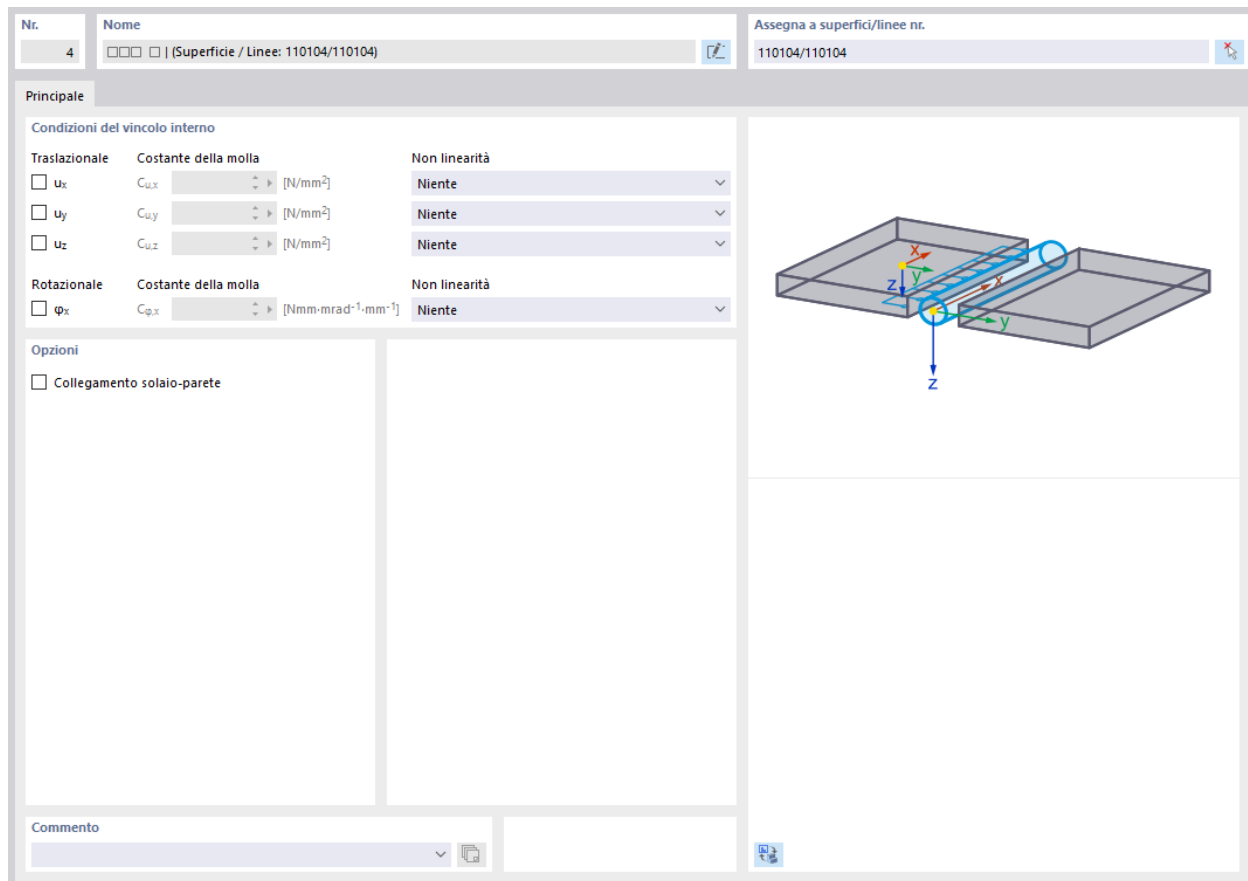 Nr.
Nome
Assegna a superfici/linee nr.
4
□□□ □ | (Superficie / Linee: 110104/110104)
110104/110104
Principale
Condizioni del vincolo interno
Traslazionale Costante della molla Non linearità
uₓ Cu,x [N/mm²] Niente
uy Cu,y [N/mm²] Niente
uz Cu,z [N/mm²] Niente
Rotazionale Costante della molla Non linearità
φₓ Cφ,x [Nmm·mrad⁻¹·mm⁻¹] Niente
Opzioni
Collegamento solaio-parete
Commento
x
y
z
x
y
z